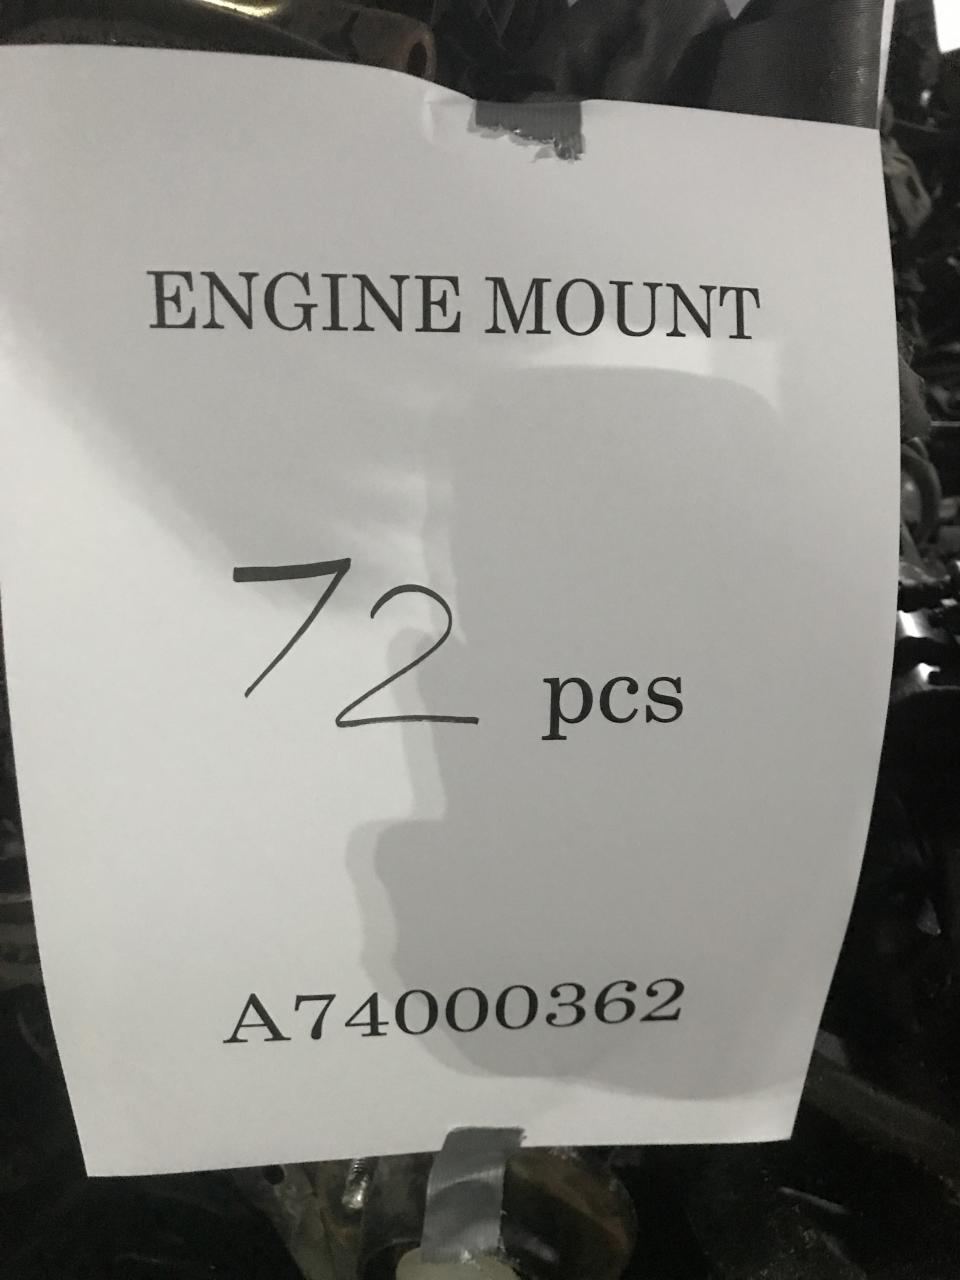 ENGINE MOUNT
72 pcs
A74000362